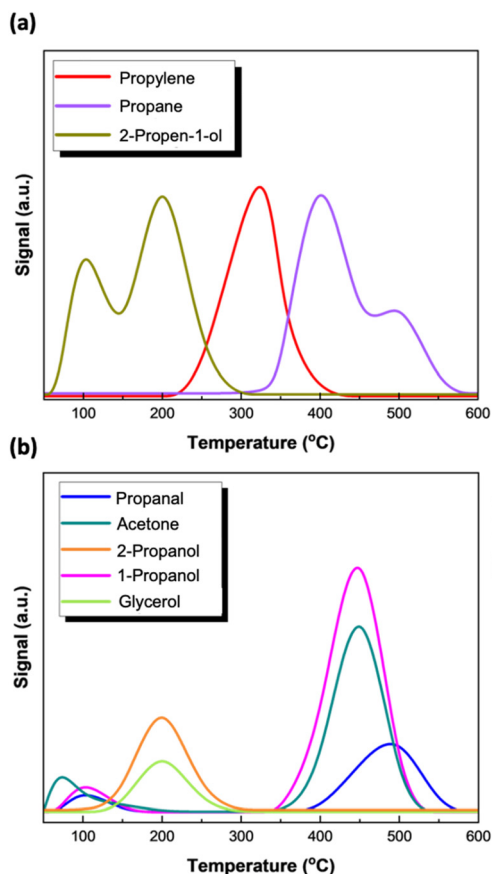 (a)
Propylene
Propane
2-Propen-1-ol
Signal (a.u.)
100 200 300 400 500 600
Temperature (°C)
(b)
Propanal
Acetone
2-Propanol
1-Propanol
Glycerol
Signal (a.u.)
100 200 300 400 500 600
Temperature (°C)